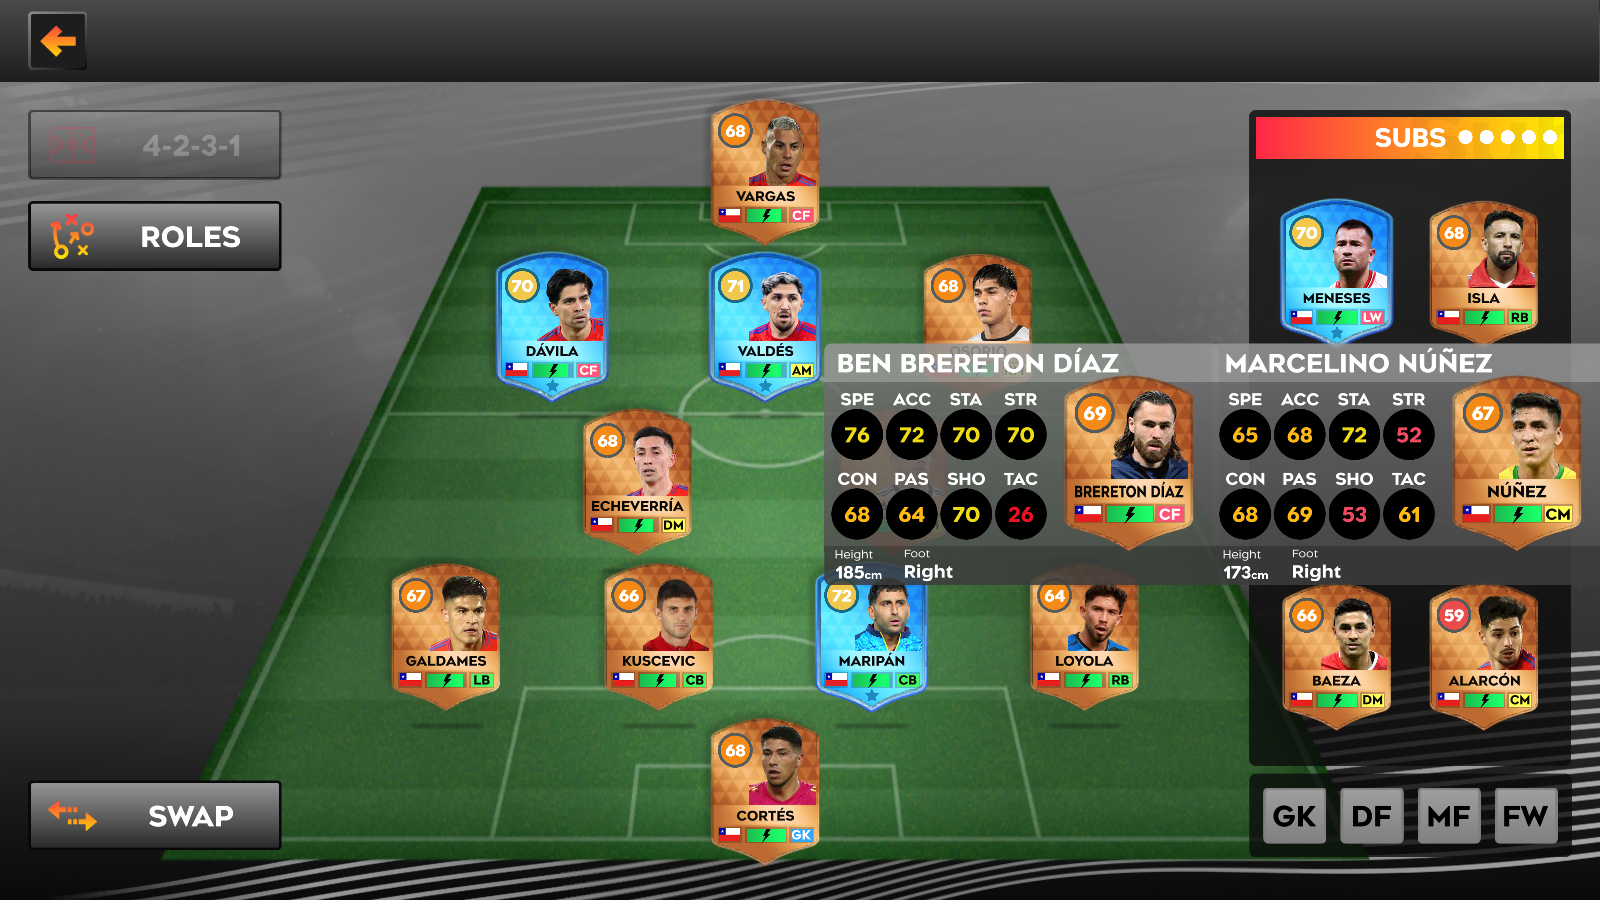 4-2-3-1
ROLES
SWAP
68
VARGAS
CF
70
DÁVILA
CF
71
VALDÉS
AM
68
OSORIO
68
ECHEVERRÍA
DM
67
GALDAMES
LB
66
KUSCEVIC
CB
72
MARIPÁN
CB
64
LOYOLA
RB
68
CORTÉS
GK
SUBS
70
MENESES
LW
68
ISLA
RB
BEN BRERETON DÍAZ
SPE ACC STA STR
76 72 70 70
CON PAS SHO TAC
68 64 70 26
Height Foot
185cm Right
69
BRERETON DÍAZ
CF
MARCELINO NÚÑEZ
SPE ACC STA STR
65 68 72 52
CON PAS SHO TAC
68 69 53 61
Height Foot
173cm Right
67
NÚÑEZ
CM
66
BAEZA
DM
59
ALARCÓN
CM
GK DF MF FW